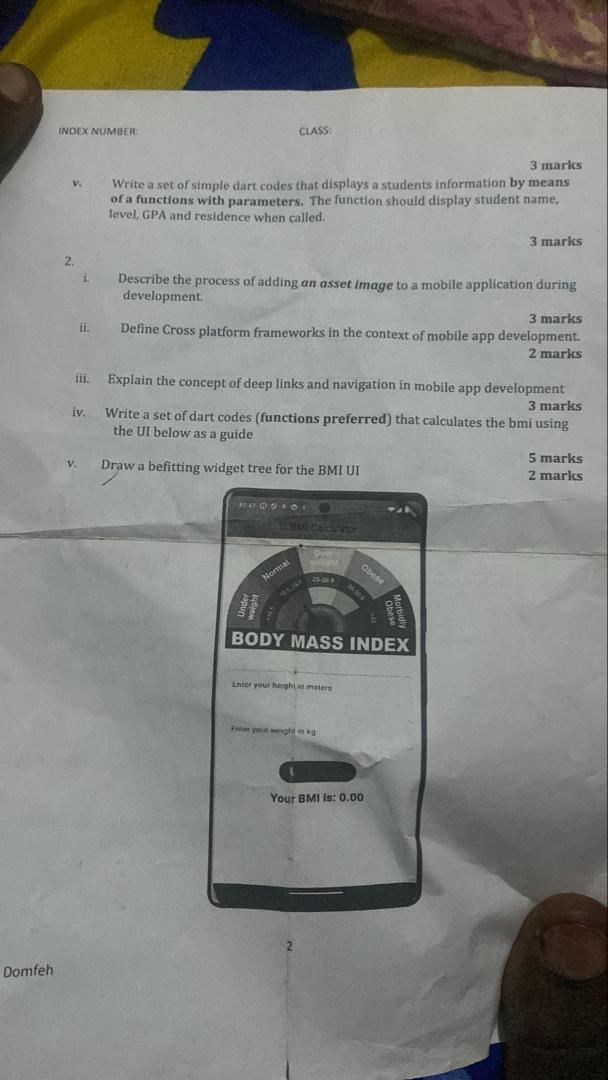 INDEX NUMBER: CLASS:
3 marks
v. Write a set of simple dart codes that displays a students information by means
of a functions with parameters. The function should display student name,
level, GPA and residence when called.
3 marks
2.
i. Describe the process of adding an asset image to a mobile application during
development.
3 marks
ii. Define Cross platform frameworks in the context of mobile app development.
2 marks
iii. Explain the concept of deep links and navigation in mobile app development
3 marks
iv. Write a set of dart codes (functions preferred) that calculates the bmi using
the UI below as a guide
5 marks
v. Draw a befitting widget tree for the BMI UI
2 marks
BMI Calculator
Under
weight
Normal
Over
weight
Obese
Morbidly
Obese
BODY MASS INDEX
Enter your height in meters
Enter your weight in kg
Your BMI is: 0.00
2
Domfeh